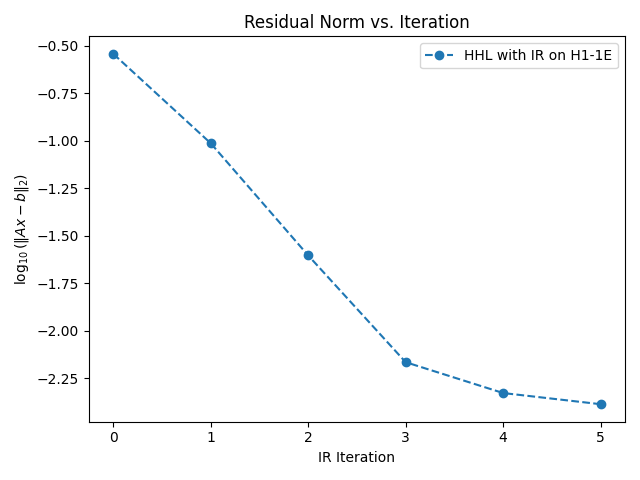 Residual Norm vs. Iteration
HHL with IR on H1-1E
log₁₀(‖Ax − b‖₂)
−0.50
−0.75
−1.00
−1.25
−1.50
−1.75
−2.00
−2.25
0 1 2 3 4 5
IR Iteration